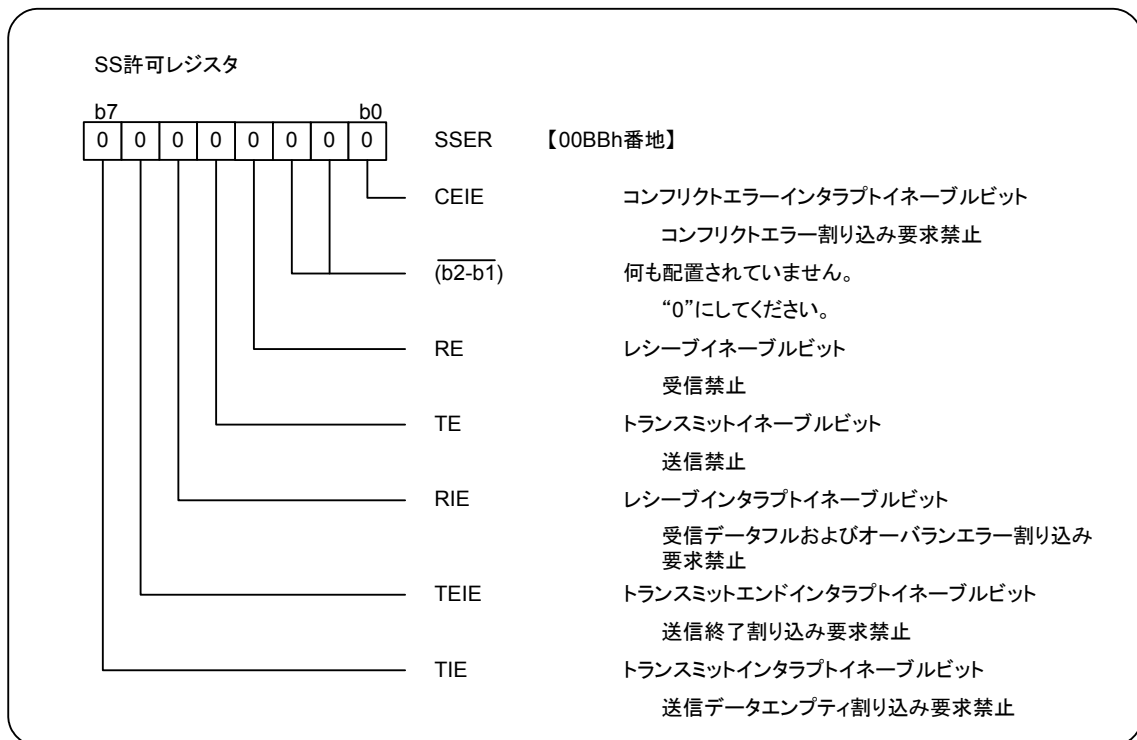 SS許可レジスタ
b7 b0
0 0 0 0 0 0 0 0 SSER 【00BBh番地】
CEIE コンフリクトエラーインタラプトイネーブルビット
コンフリクトエラー割り込み要求禁止
(b2-b1) 何も配置されていません。
“0”にしてください。
RE レシーブイネーブルビット
受信禁止
TE トランスミットイネーブルビット
送信禁止
RIE レシーブインタラプトイネーブルビット
受信データフルおよびオーバランエラー割り込み
要求禁止
TEIE トランスミットエンドインタラプトイネーブルビット
送信終了割り込み要求禁止
TIE トランスミットインタラプトイネーブルビット
送信データエンプティ割り込み要求禁止